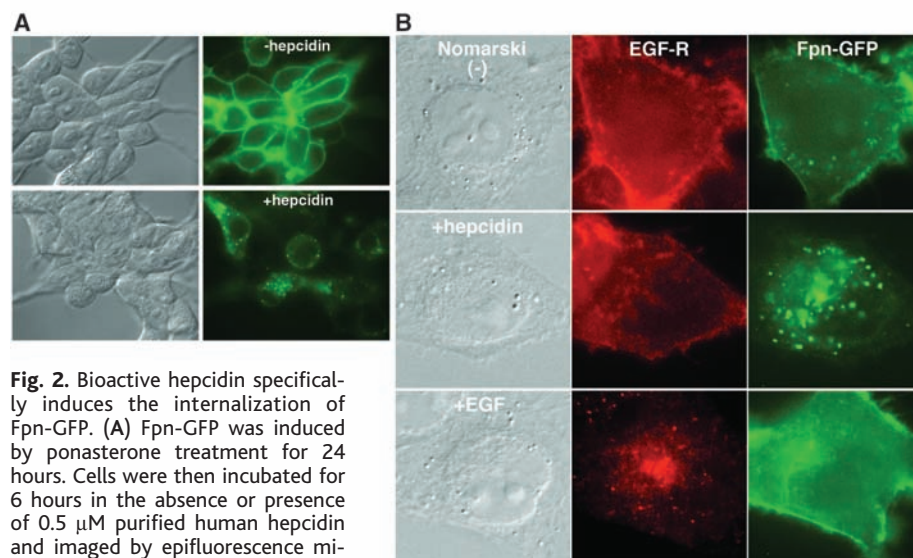 A
-hepcidin
+hepcidin
B
Nomarski
(-)
EGF-R
Fpn-GFP
+hepcidin
+EGF
Fig. 2. Bioactive hepcidin specifical-
ly induces the internalization of
Fpn-GFP. (A) Fpn-GFP was induced
by ponasterone treatment for 24
hours. Cells were then incubated for
6 hours in the absence or presence
of 0.5 μM purified human hepcidin
and imaged by epifluorescence mi-